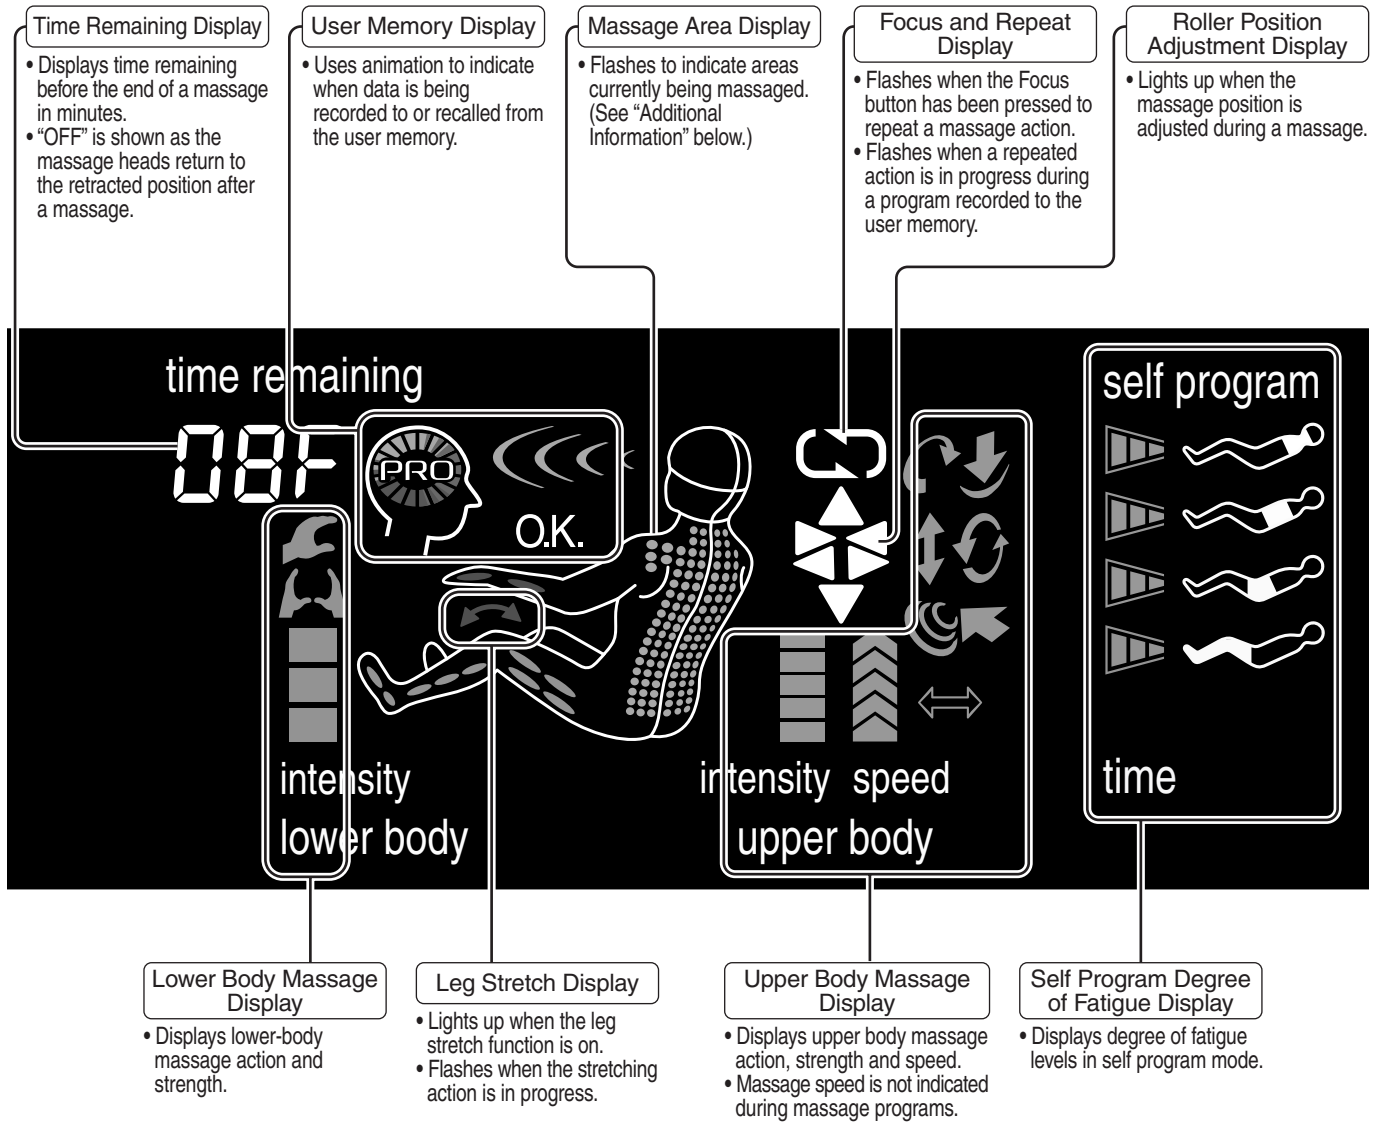 Time Remaining Display
• Displays time remaining
before the end of a massage
in minutes.
• “OFF” is shown as the
massage heads return to
the retracted position after
a massage.
User Memory Display
• Uses animation to indicate
when data is being
recorded to or recalled from
the user memory.
Massage Area Display
• Flashes to indicate areas
currently being massaged.
(See “Additional
Information” below.)
Focus and Repeat
Display
• Flashes when the Focus
button has been pressed to
repeat a massage action.
• Flashes when a repeated
action is in progress during
a program recorded to the
user memory.
Roller Position
Adjustment Display
• Lights up when the
massage position is
adjusted during a massage.
time remaining
08F
PRO
O.K.
intensity
lower body
intensity speed
upper body
self program
time
Lower Body Massage
Display
• Displays lower-body
massage action and
strength.
Leg Stretch Display
• Lights up when the leg
stretch function is on.
• Flashes when the stretching
action is in progress.
Upper Body Massage
Display
• Displays upper body massage
action, strength and speed.
• Massage speed is not indicated
during massage programs.
Self Program Degree
of Fatigue Display
• Displays degree of fatigue
levels in self program mode.